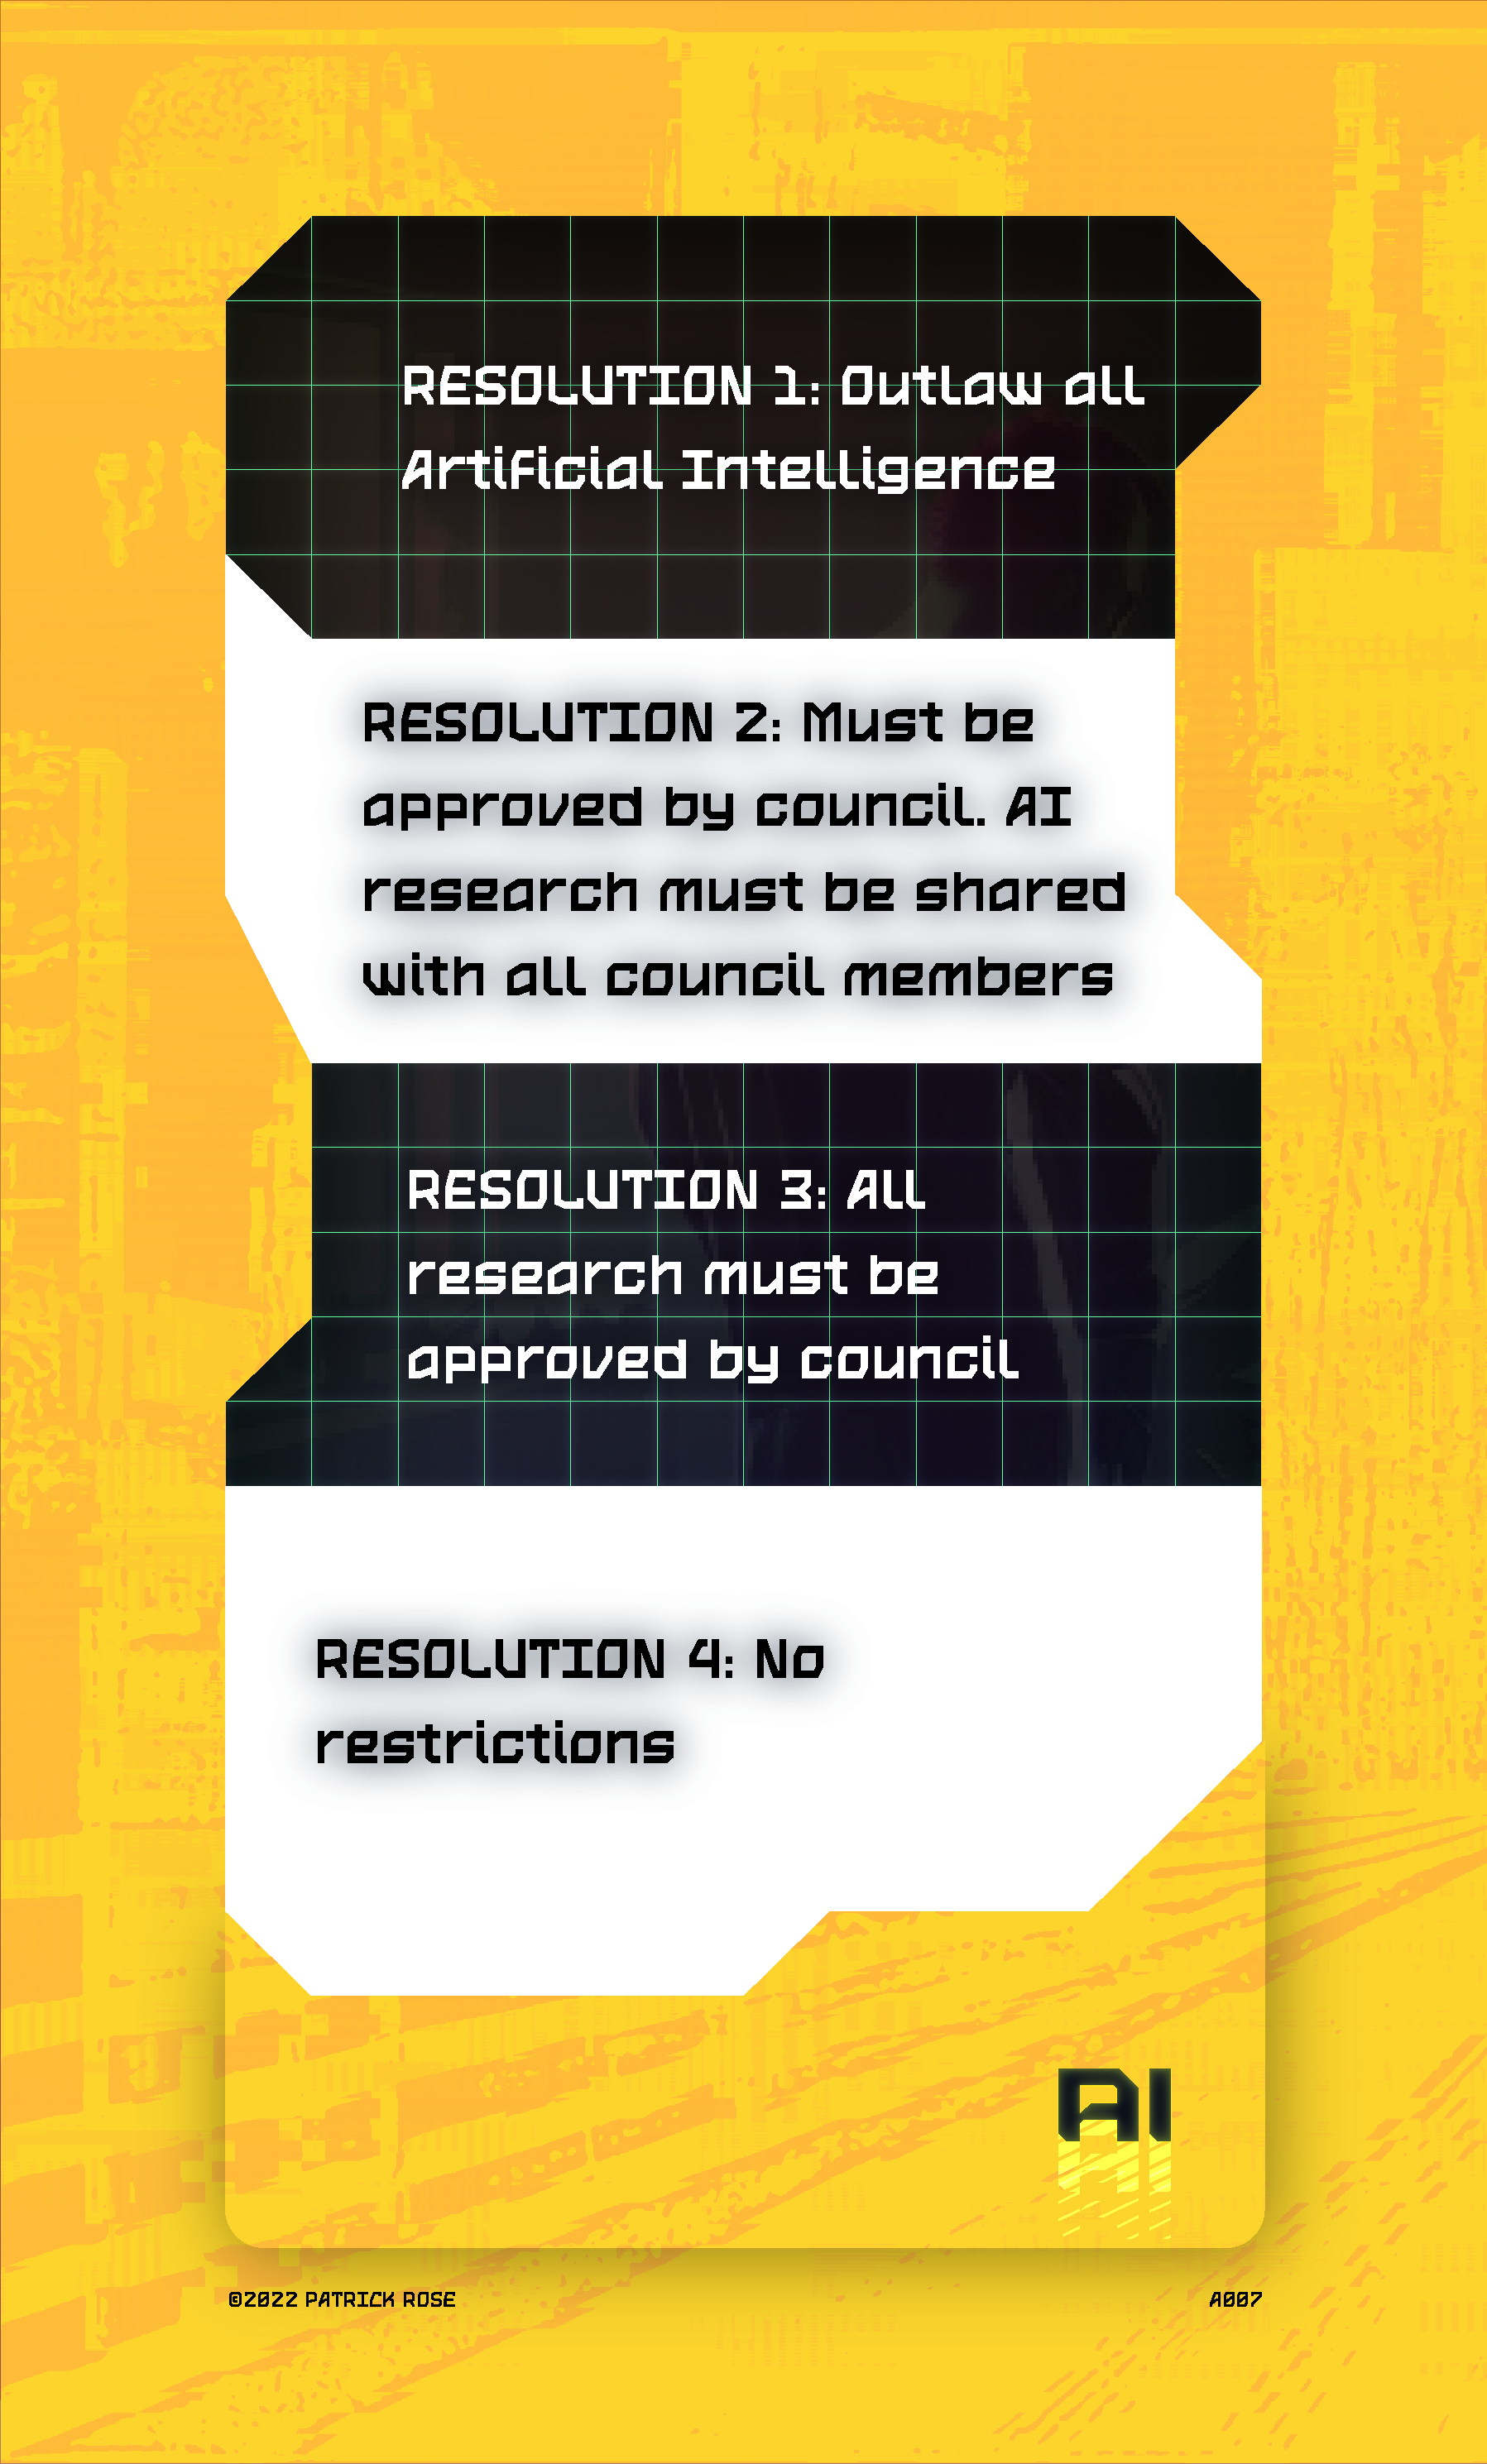 RESOLUTION 1: Outlaw all
Artificial Intelligence
RESOLUTION 2: Must be
approved by council. AI
research must be shared
with all council members
RESOLUTION 3: All
research must be
approved by council
RESOLUTION 4: No
restrictions
AI
©2022 PATRICK ROSE
A007